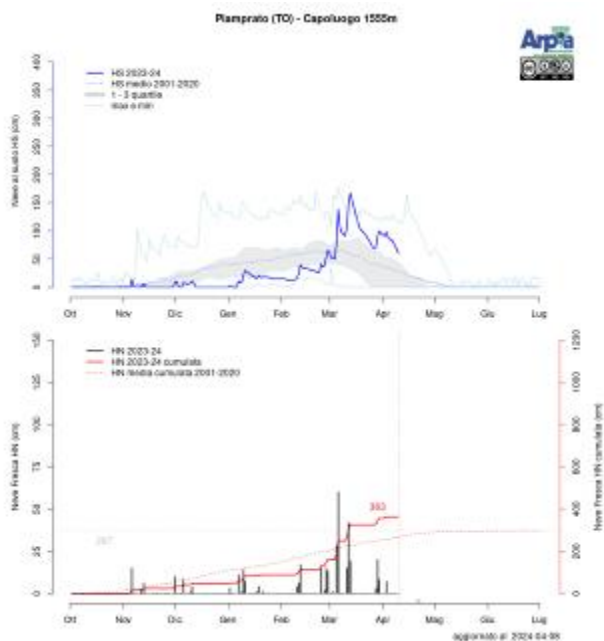 Piamprato (TO) - Capoluogo 1555m
Arpa
HS 2023-24
HS medio 2001-2020
1 - 3 quartile
max e min
Neve al suolo HS (cm)
0 50 100 150 200 250 300 350 400
Ott Nov Dic Gen Feb Mar Apr Mag Giu Lug
HN 2023-24
HN 2023-24 cumulata
HN media cumulata 2001-2020
Neve Fresca HN (cm)
0 25 50 75 100 125 150
363
0 200 400 600 800 1000 1200
Neve Fresca HN cumulata (cm)
Ott Nov Dic Gen Feb Mar Apr Mag Giu Lug
aggiornato al 2024-04-08